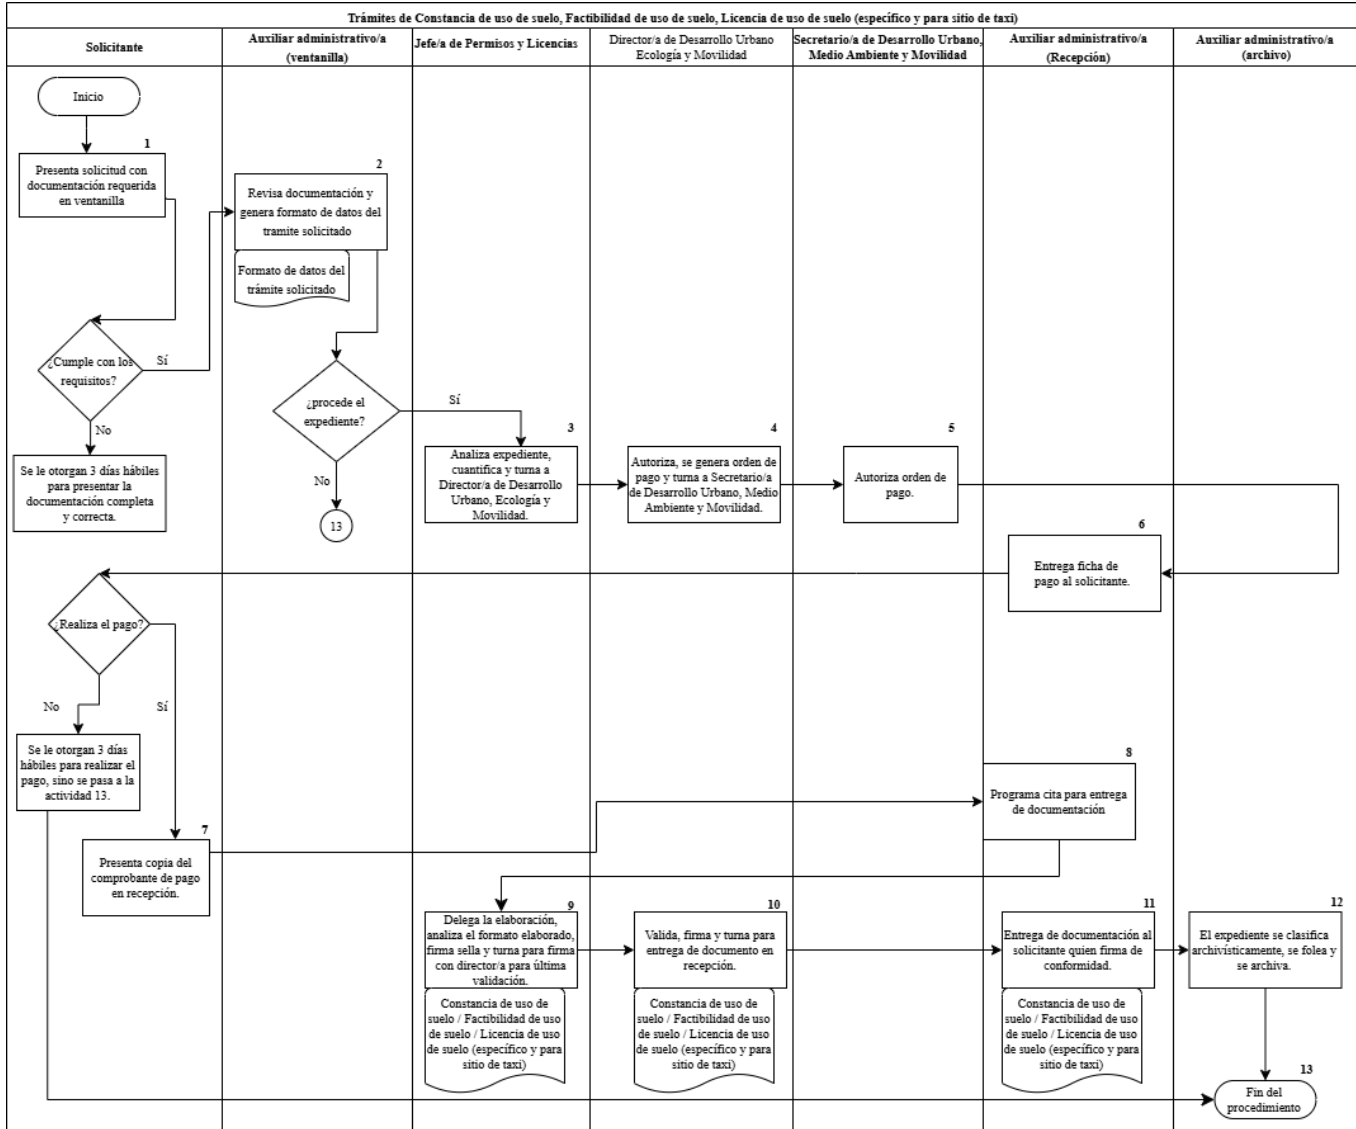 Trámites de Constancia de uso de suelo, Factibilidad de uso de suelo, Licencia de uso de suelo (específico y para sitio de taxi)
Solicitante
Auxiliar administrativo/a
(ventanilla)
Jefe/a de Permisos y Licencias
Director/a de Desarrollo Urbano
Ecología y Movilidad
Secretario/a de Desarrollo Urbano,
Medio Ambiente y Movilidad
Auxiliar administrativo/a
(Recepción)
Auxiliar administrativo/a
(archivo)
Inicio
1
Presenta solicitud con
documentación requerida
en ventanilla
2
Revisa documentación y
genera formato de datos del
tramite solicitado
Formato de datos del
trámite solicitado
¿Cumple con los
requisitos?
Sí
No
Se le otorgan 3 días hábiles
para presentar la
documentación completa
y correcta.
¿procede el
expediente?
Sí
No
13
3
Analiza expediente,
cuantifica y turna a
Director/a de Desarrollo
Urbano, Ecología y
Movilidad.
4
Autoriza, se genera orden de
pago y turna a Secretario/a
de Desarrollo Urbano, Medio
Ambiente y Movilidad.
5
Autoriza orden de
pago.
6
Entrega ficha de
pago al solicitante.
¿Realiza el pago?
No
Sí
Se le otorgan 3 días
hábiles para realizar el
pago, sino se pasa a la
actividad 13.
7
Presenta copia del
comprobante de pago
en recepción.
8
Programa cita para entrega
de documentación
9
Delega la elaboración,
analiza el formato elaborado,
firma sella y turna para firma
con director/a para última
validación.
Constancia de uso de
suelo / Factibilidad de uso
de suelo / Licencia de uso
de suelo (específico y para
sitio de taxi)
10
Valida, firma y turna para
entrega de documento en
recepción.
Constancia de uso de
suelo / Factibilidad de uso
de suelo / Licencia de uso
de suelo (específico y para
sitio de taxi)
11
Entrega de documentación al
solicitante quien firma de
conformidad.
Constancia de uso de
suelo / Factibilidad de uso
de suelo / Licencia de uso
de suelo (específico y para
sitio de taxi)
12
El expediente se clasifica
archivísticamente, se folea y
se archiva.
13
Fin del
procedimiento